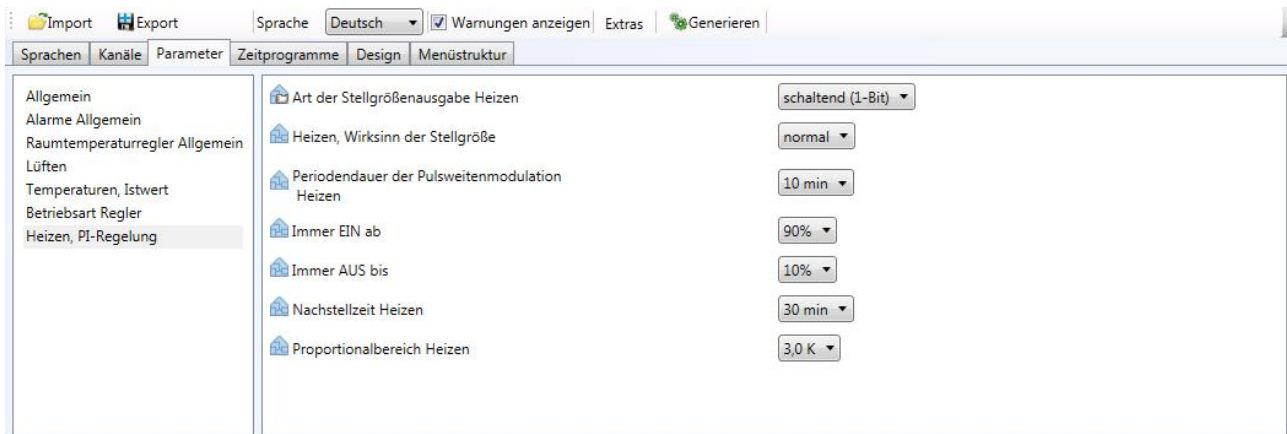 Import Export Sprache Deutsch Warnungen anzeigen Extras Generieren
Sprachen Kanäle Parameter Zeitprogramme Design Menüstruktur
Allgemein
Alarme Allgemein
Raumtemperaturregler Allgemein
Lüften
Temperaturen, Istwert
Betriebsart Regler
Heizen, PI-Regelung
Art der Stellgrößenausgabe Heizen schaltend (1-Bit)
Heizen, Wirksinn der Stellgröße normal
Periodendauer der Pulsweitenmodulation
Heizen 10 min
Immer EIN ab 90%
Immer AUS bis 10%
Nachstellzeit Heizen 30 min
Proportionalbereich Heizen 3,0 K